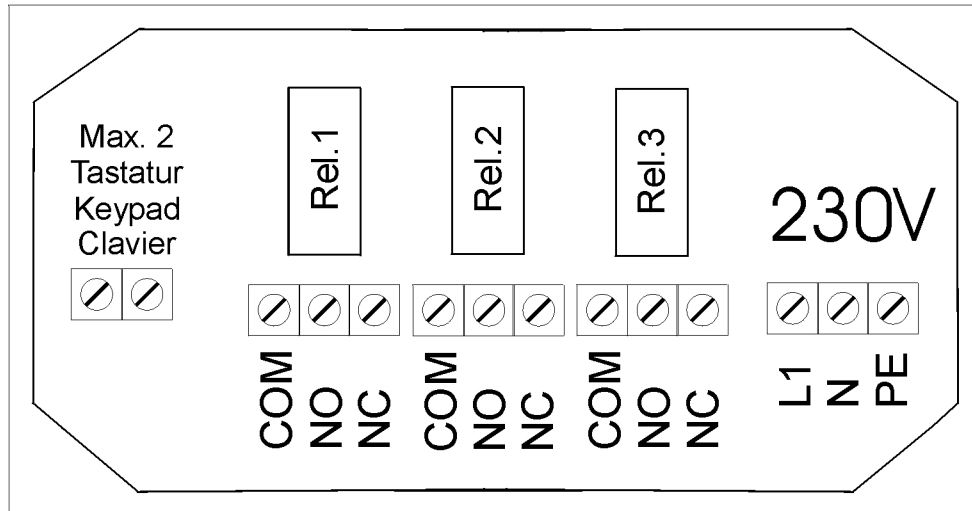 Max. 2
Tastatur
Keypad
Clavier
Rel.1
Rel.2
Rel.3
230V
COM
NO
NC
COM
NO
NC
COM
NO
NC
L1
N
PE